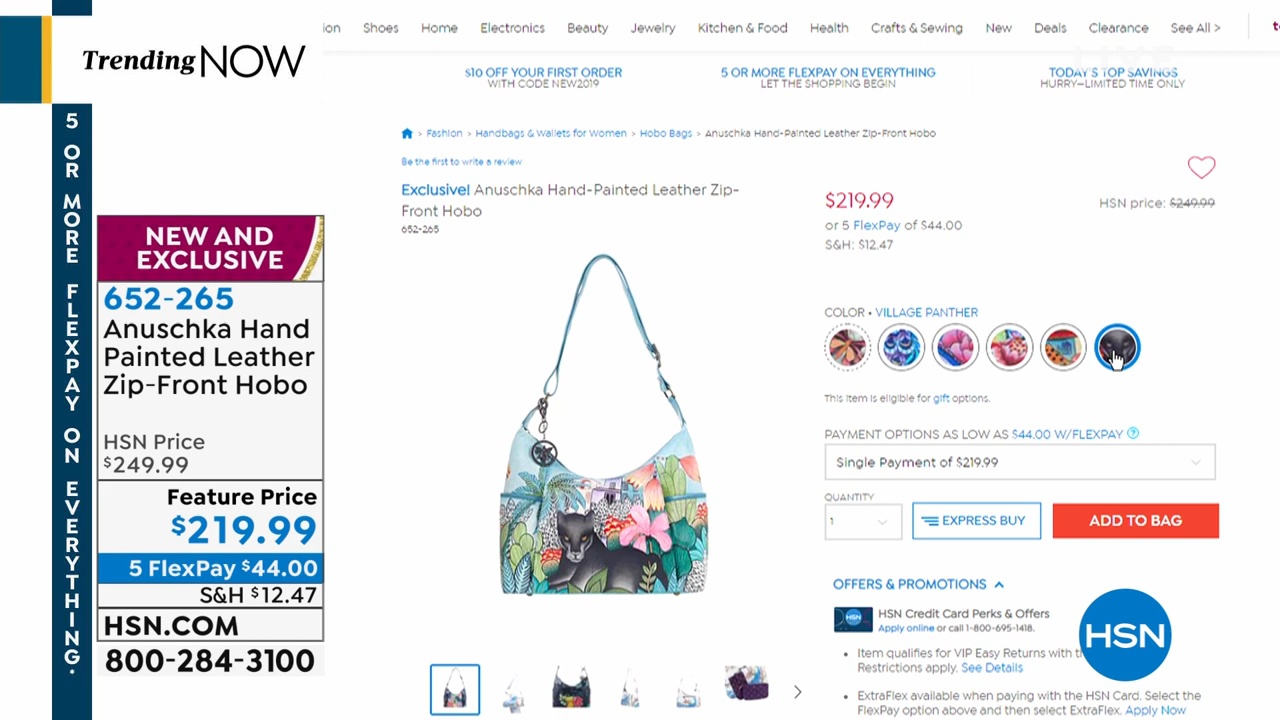 Trending NOW
5 OR MORE FLEXPAY ON EVERYTHING.
NEW AND
EXCLUSIVE
652-265
Anuschka Hand
Painted Leather
Zip-Front Hobo
HSN Price
$249.99
Feature Price
$219.99
5 FlexPay $44.00
S&H $12.47
HSN.COM
800-284-3100
ion Shoes Home Electronics Beauty Jewelry Kitchen & Food Health Crafts & Sewing New Deals Clearance See All >
LIVE
$10 OFF YOUR FIRST ORDER
WITH CODE NEW2019
5 OR MORE FLEXPAY ON EVERYTHING
LET THE SHOPPING BEGIN
TODAY'S TOP SAVINGS
HURRY—LIMITED TIME ONLY
> Fashion > Handbags & Wallets for Women > Hobo Bags > Anuschka Hand-Painted Leather Zip-Front Hobo
Be the first to write a review
Exclusive! Anuschka Hand-Painted Leather Zip-
Front Hobo
652-265
$219.99
HSN price: $249.99
or 5 FlexPay of $44.00
S&H: $12.47
COLOR • VILLAGE PANTHER
This item is eligible for gift options.
PAYMENT OPTIONS AS LOW AS $44.00 W/FLEXPAY ?
Single Payment of $219.99
QUANTITY
1
EXPRESS BUY
ADD TO BAG
OFFERS & PROMOTIONS
HSN
HSN Credit Card Perks & Offers
Apply online or call 1-800-695-1418.
• Item qualifies for VIP Easy Returns with
Restrictions apply. See Details
• ExtraFlex available when paying with the HSN Card. Select the
FlexPay option above and then select ExtraFlex. Apply Now
HSN